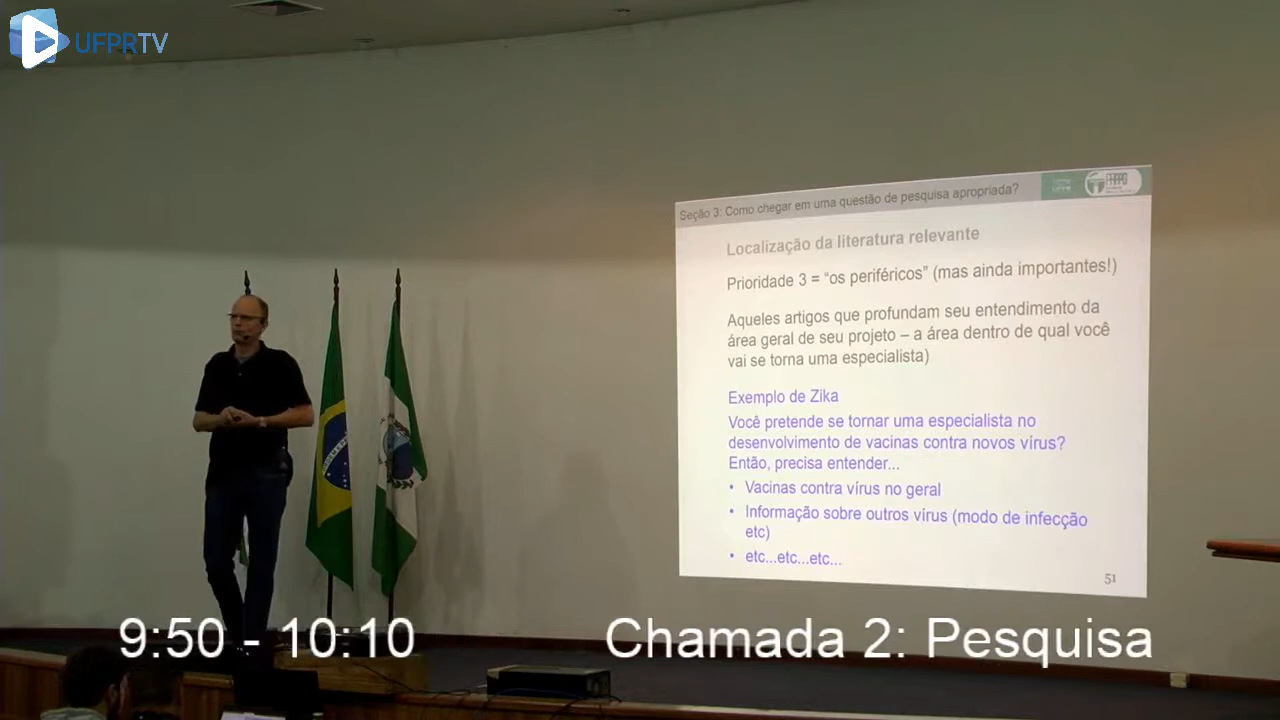 UFPRTV
Seção 3: Como chegar em uma questão de pesquisa apropriada?
Localização da literatura relevante
Prioridade 3 = “os periféricos” (mas ainda importantes!)
Aqueles artigos que profundam seu entendimento da
área geral de seu projeto – a área dentro de qual você
vai se torna uma especialista)
Exemplo de Zika
Você pretende se tornar uma especialista no
desenvolvimento de vacinas contra novos vírus?
Então, precisa entender...
• Vacinas contra vírus no geral
• Informação sobre outros vírus (modo de infecção
etc)
• etc...etc...etc...
51
9:50 - 10:10
Chamada 2: Pesquisa